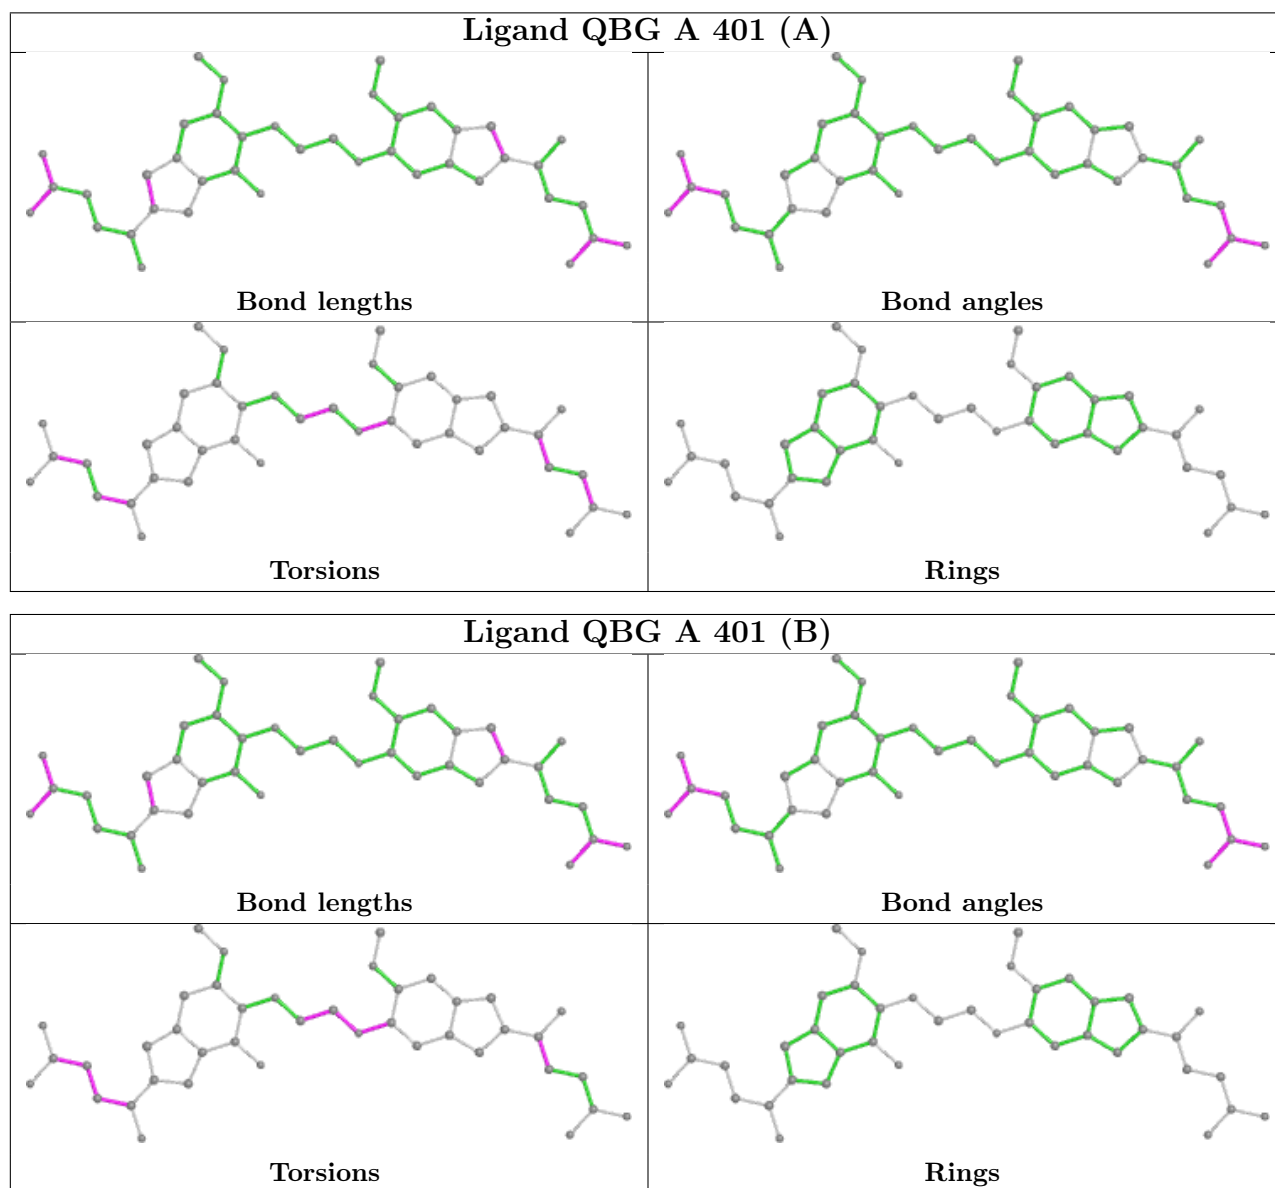 Ligand QBG A 401 (A)
Bond lengths
Bond angles
Torsions
Rings
Ligand QBG A 401 (B)
Bond lengths
Bond angles
Torsions
Rings